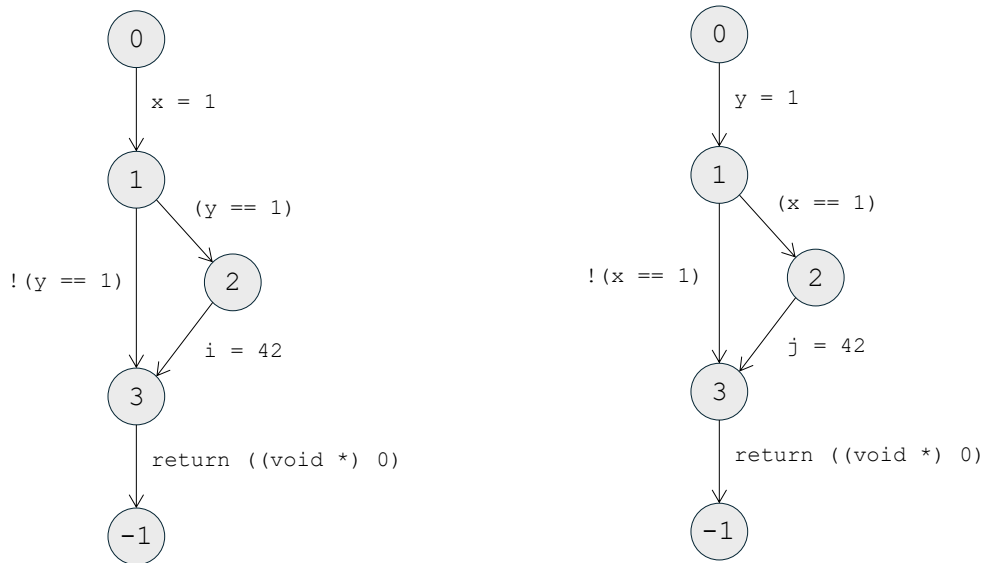 0
x = 1
1
(y == 1)
!(y == 1)
2
i = 42
3
return ((void *) 0)
-1
0
y = 1
1
(x == 1)
!(x == 1)
2
j = 42
3
return ((void *) 0)
-1